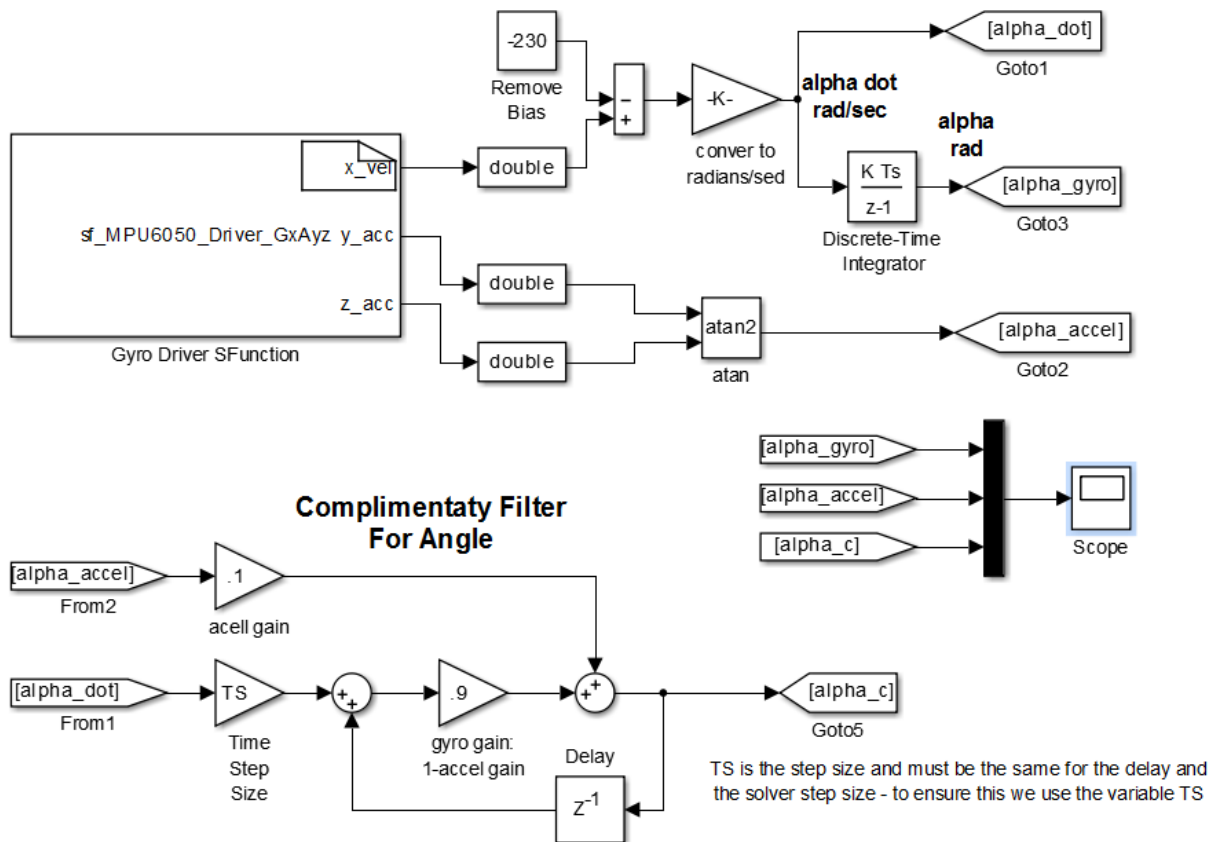 -230
Remove
Bias
[alpha_dot]
Goto1
−
+
-K-
conver to
radians/sed
alpha dot
rad/sec
alpha
rad
K Ts
z-1
Discrete-Time
Integrator
[alpha_gyro]
Goto3
x_vel
double
sf_MPU6050_Driver_GxAyz y_acc
double
z_acc
double
Gyro Driver SFunction
atan2
atan
[alpha_accel]
Goto2
[alpha_gyro]
[alpha_accel]
[alpha_c]
Scope
Complimentaty Filter
For Angle
[alpha_accel]
From2
.1
acell gain
[alpha_dot]
From1
TS
Time
Step
Size
+
+
.9
gyro gain:
1-accel gain
+
+
Delay
Z-1
[alpha_c]
Goto5
TS is the step size and must be the same for the delay and
the solver step size - to ensure this we use the variable TS